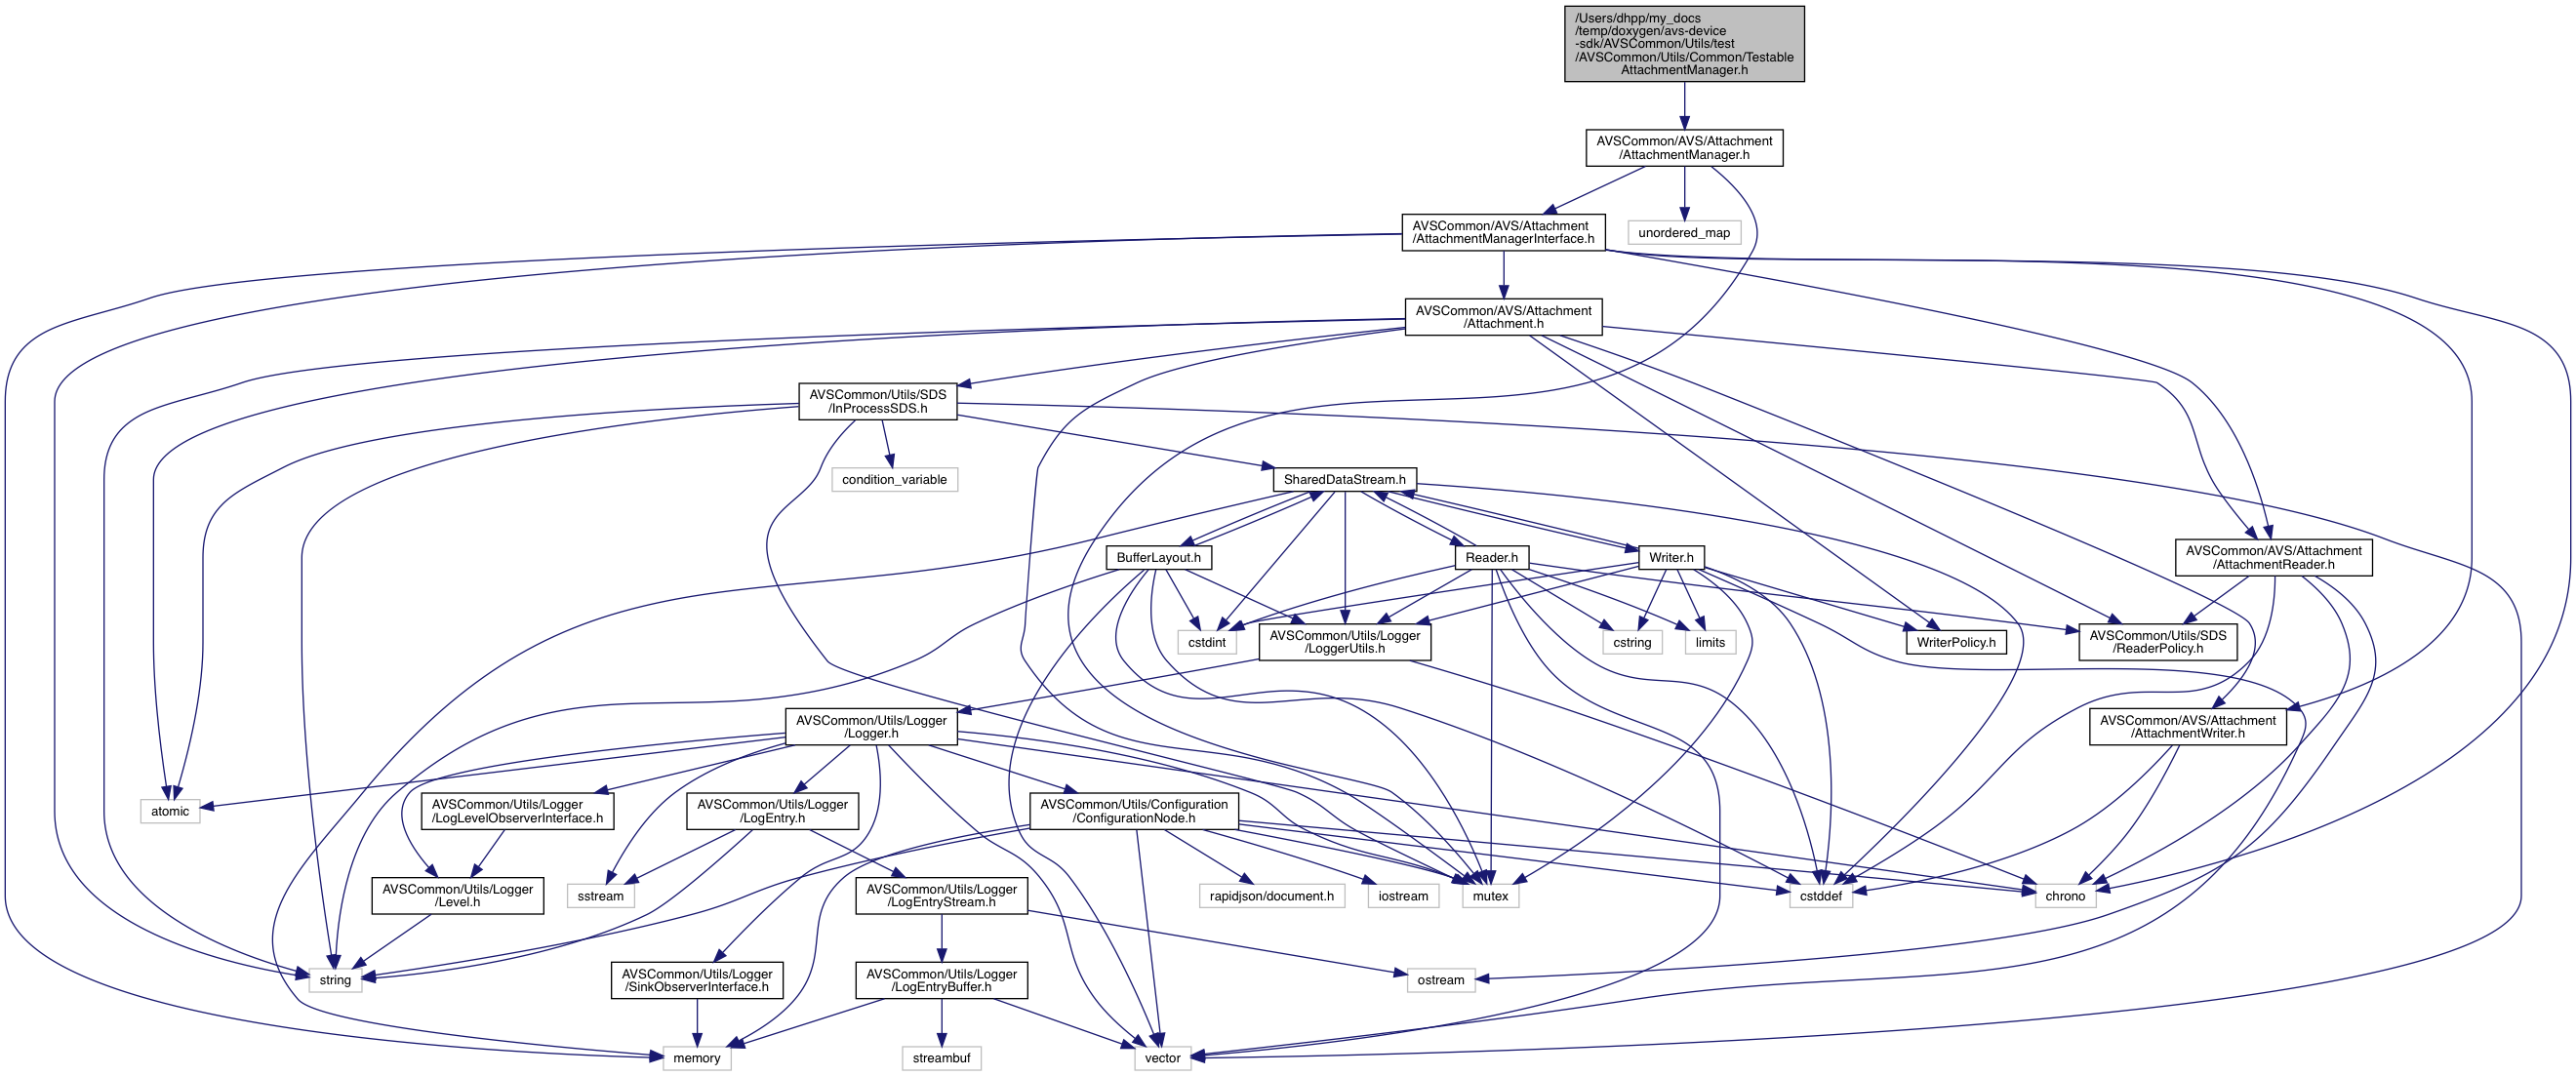 /Users/dhpp/my_docs
/temp/doxygen/avs-device
-sdk/AVSCommon/Utils/test
/AVSCommon/Utils/Common/Testable
AttachmentManager.h
AVSCommon/AVS/Attachment
/AttachmentManager.h
AVSCommon/AVS/Attachment
/AttachmentManagerInterface.h
unordered_map
AVSCommon/AVS/Attachment
/Attachment.h
AVSCommon/Utils/SDS
/InProcessSDS.h
condition_variable
SharedDataStream.h
BufferLayout.h
Reader.h
Writer.h
AVSCommon/AVS/Attachment
/AttachmentReader.h
cstdint
AVSCommon/Utils/Logger
/LoggerUtils.h
cstring
limits
WriterPolicy.h
AVSCommon/Utils/SDS
/ReaderPolicy.h
AVSCommon/Utils/Logger
/Logger.h
AVSCommon/AVS/Attachment
/AttachmentWriter.h
atomic
AVSCommon/Utils/Logger
/LogLevelObserverInterface.h
AVSCommon/Utils/Logger
/LogEntry.h
AVSCommon/Utils/Configuration
/ConfigurationNode.h
AVSCommon/Utils/Logger
/Level.h
sstream
AVSCommon/Utils/Logger
/LogEntryStream.h
rapidjson/document.h
iostream
mutex
cstddef
chrono
string
AVSCommon/Utils/Logger
/SinkObserverInterface.h
AVSCommon/Utils/Logger
/LogEntryBuffer.h
ostream
memory
streambuf
vector